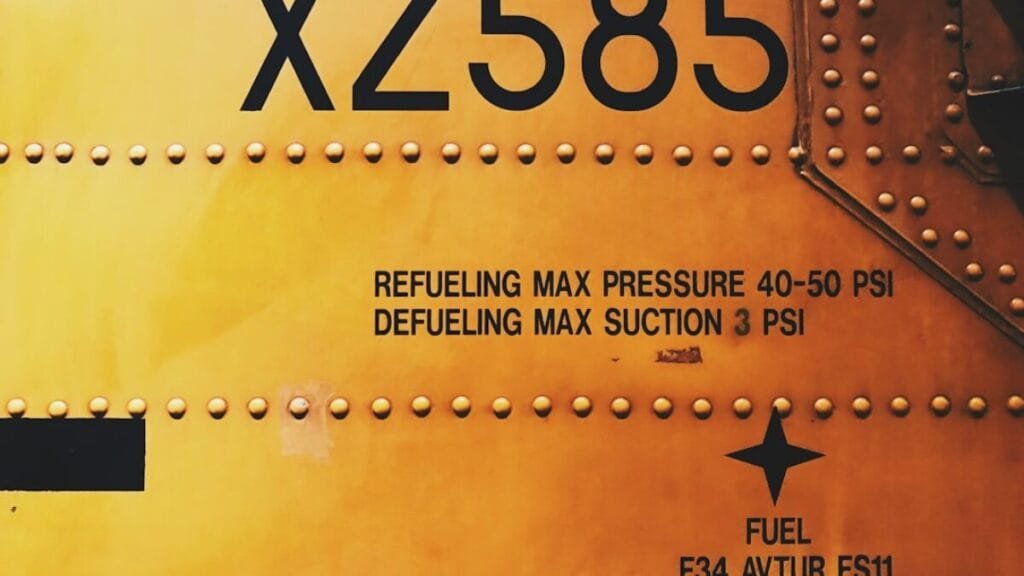 XZ585
REFUELING MAX PRESSURE 40-50 PSI
DEFUELING MAX SUCTION 3 PSI
FUEL
F34 AVTUR FS11